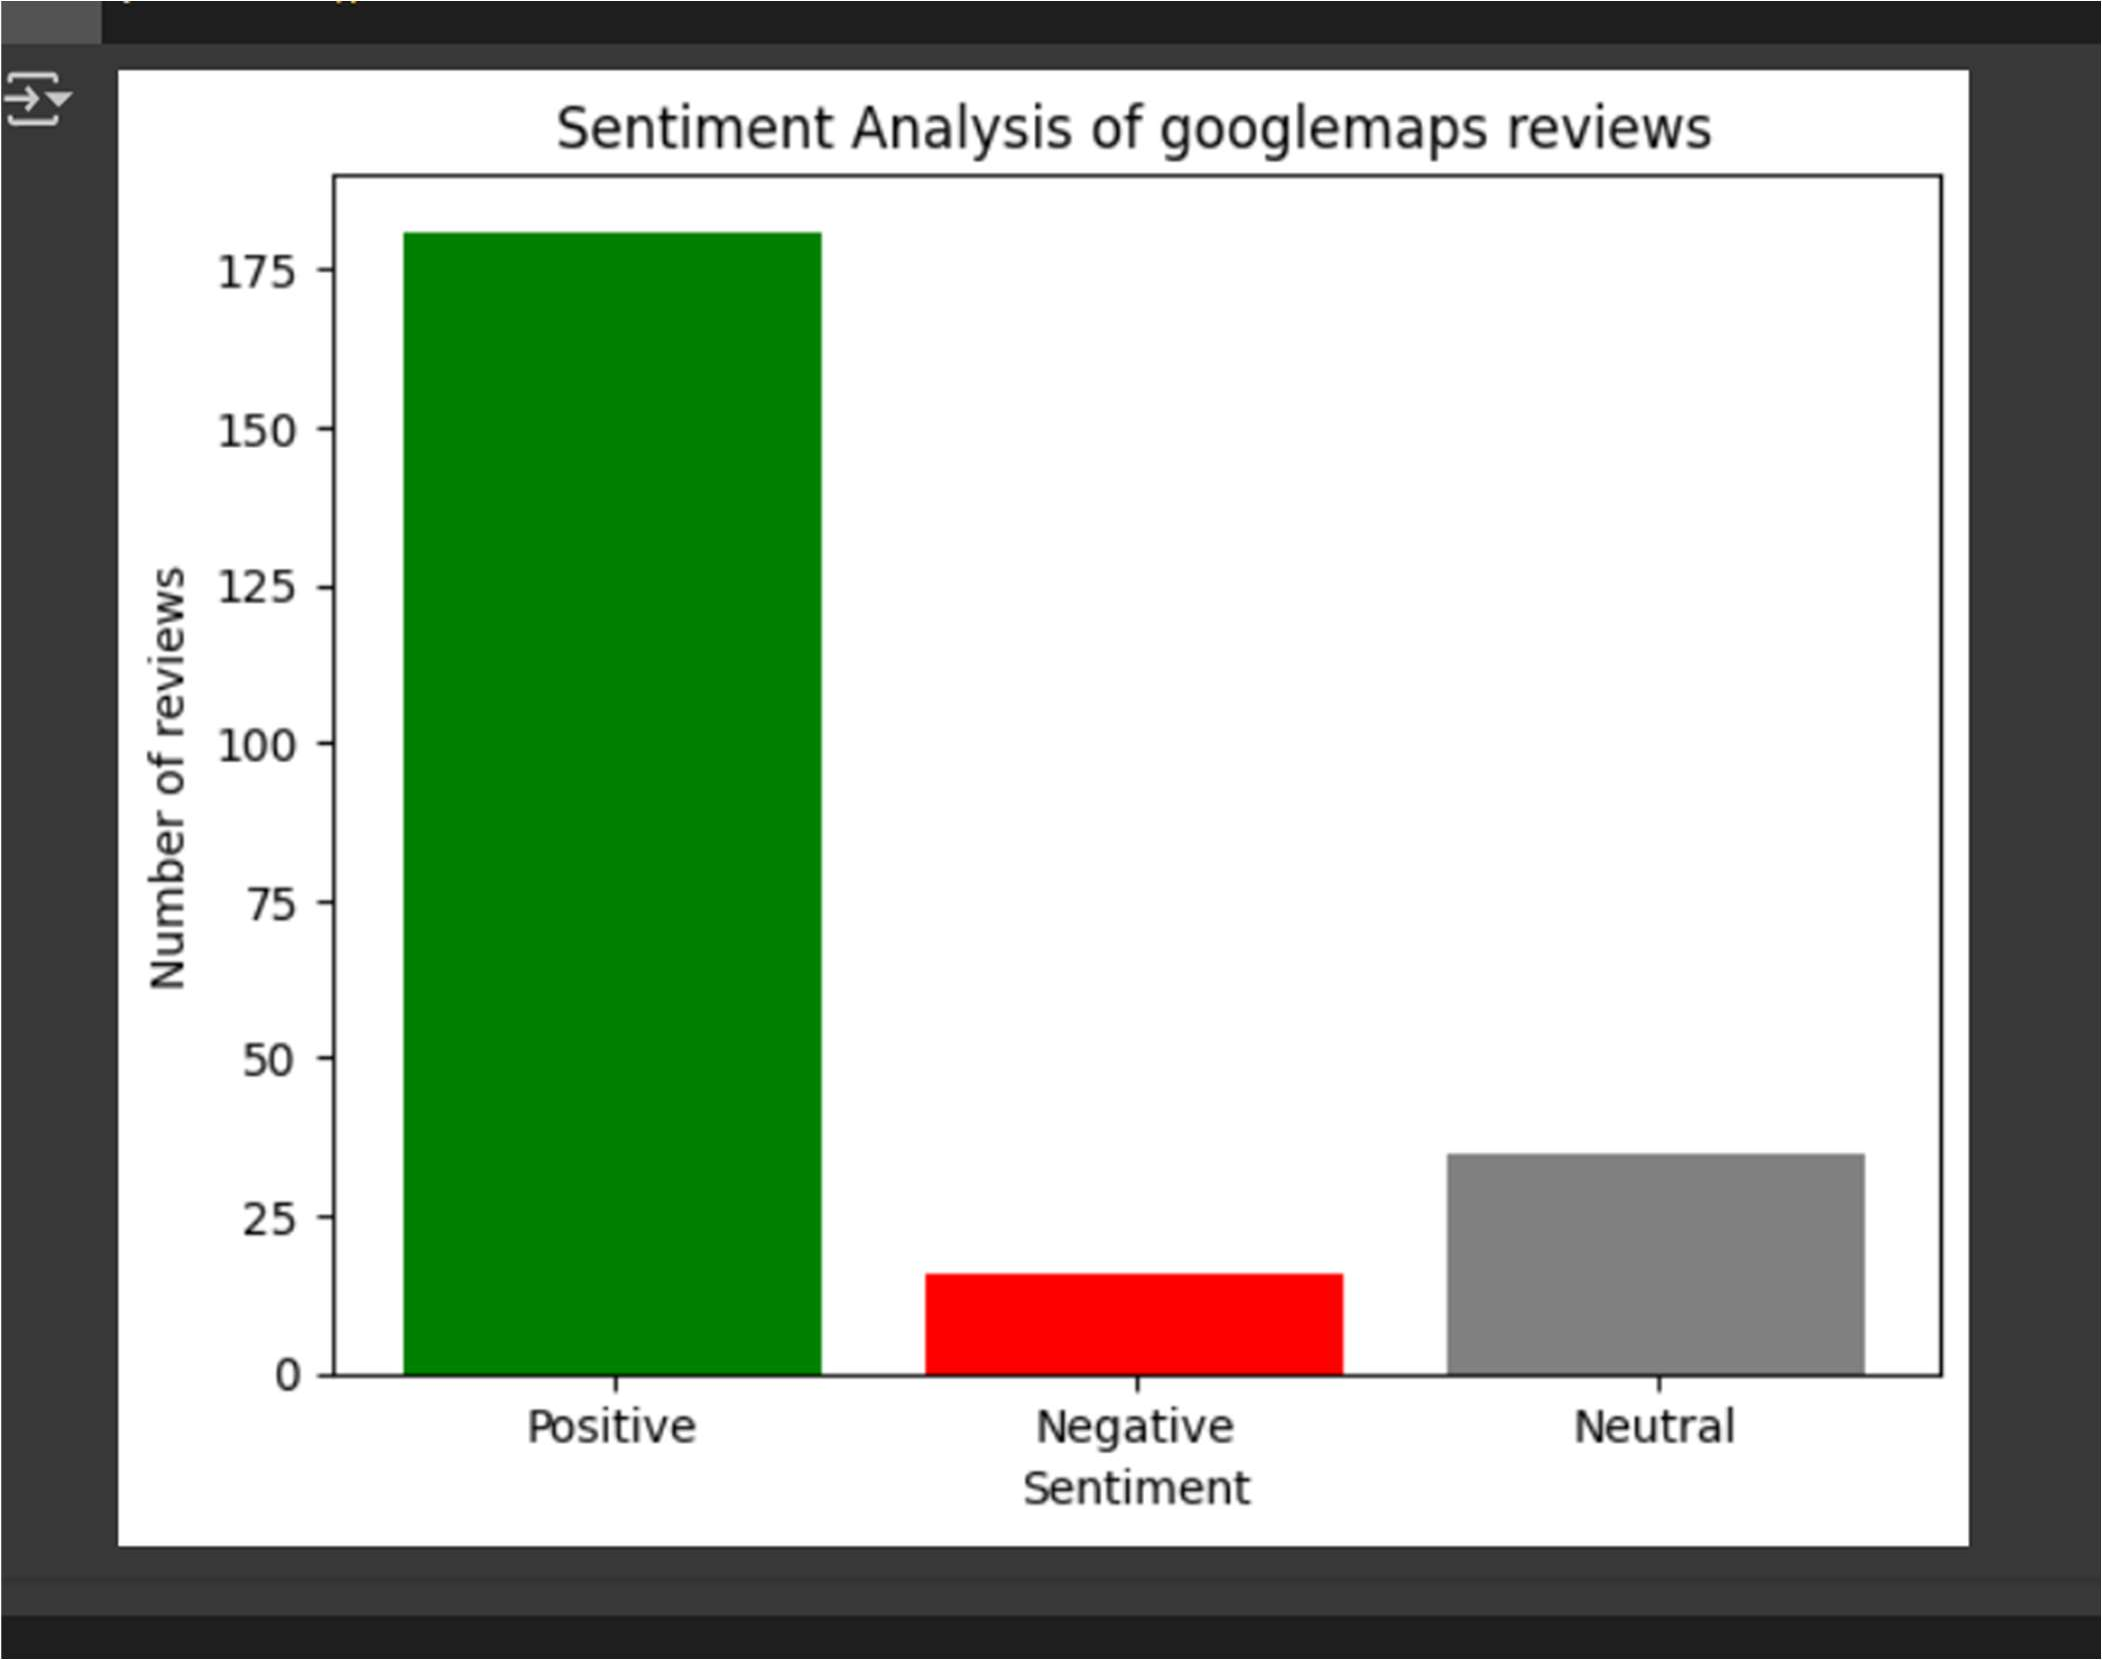 Sentiment Analysis of googlemaps reviews
175
150
125
100
75
50
25
0
Number of reviews
Positive
Negative
Neutral
Sentiment